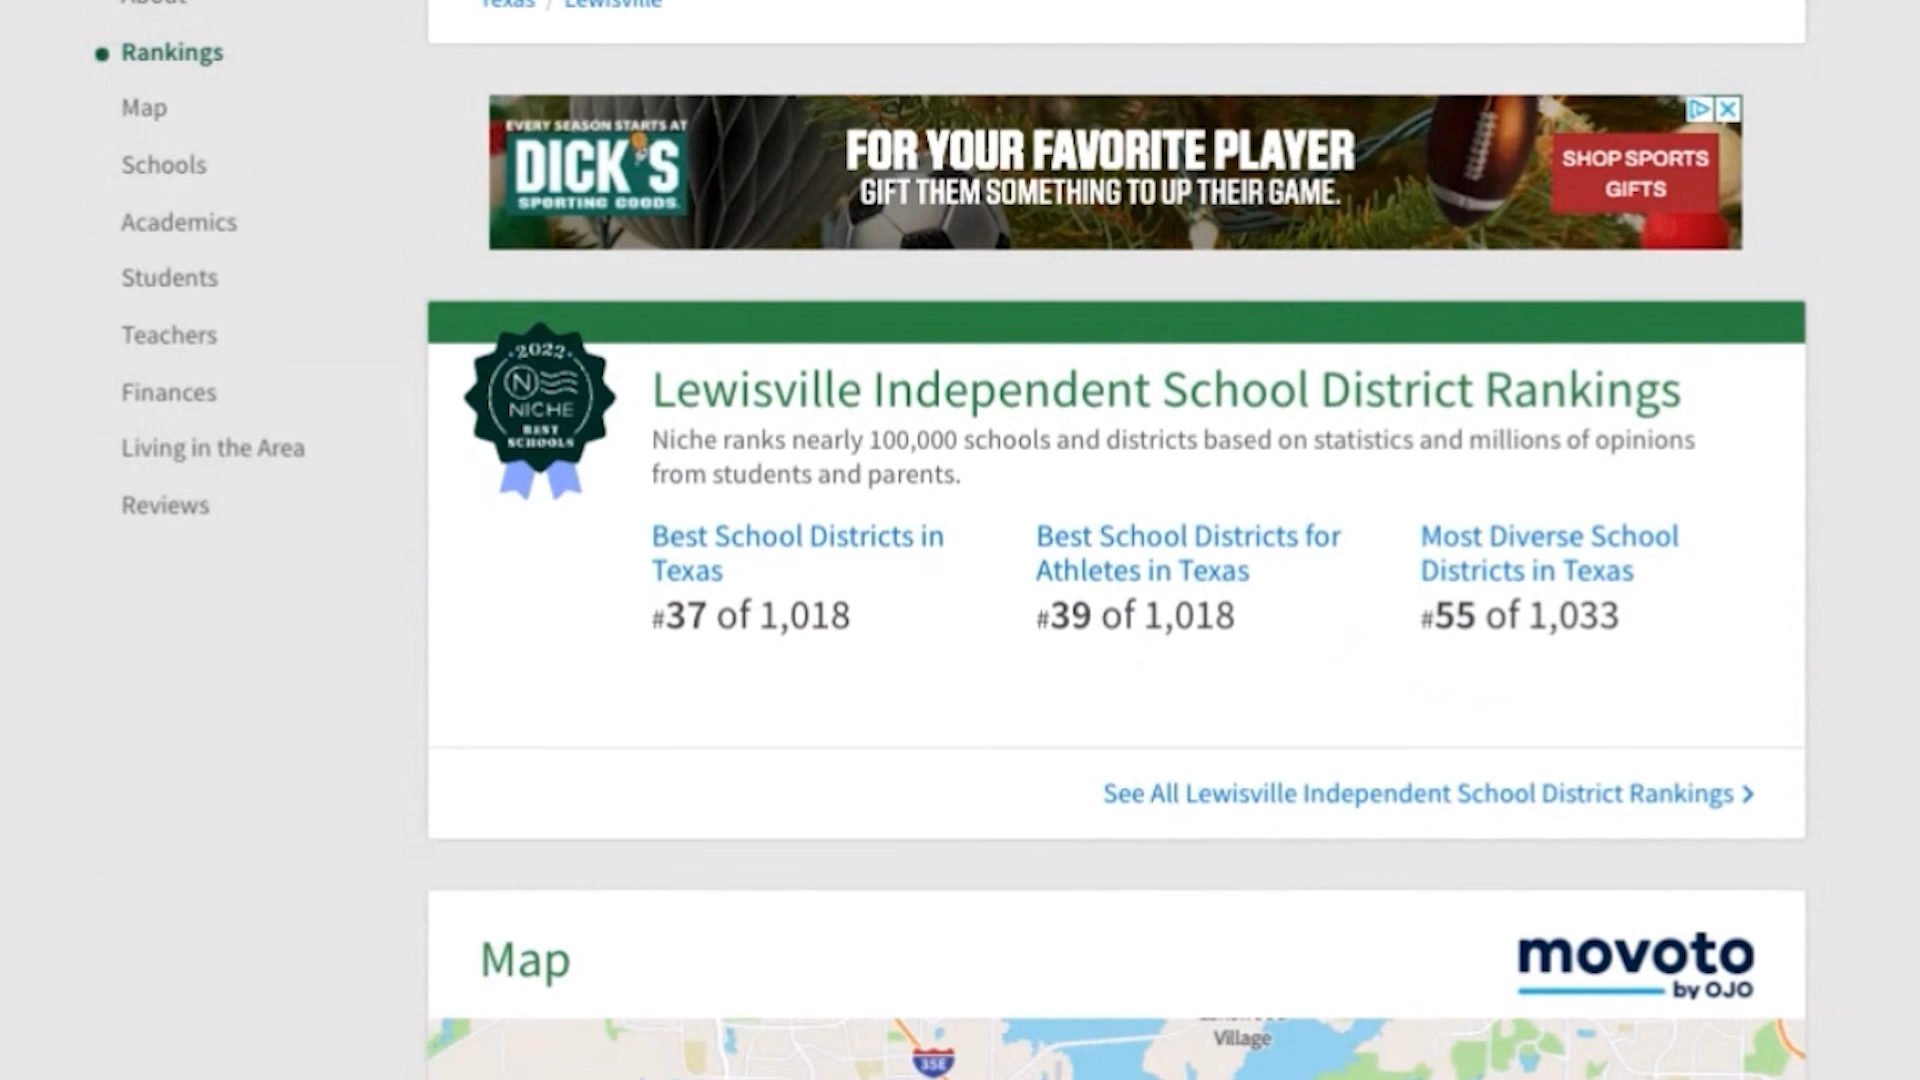 About
Texas / Lewisville
Rankings
Map
Schools
Academics
Students
Teachers
Finances
Living in the Area
Reviews
EVERY SEASON STARTS AT
DICK'S
SPORTING GOODS
FOR YOUR FAVORITE PLAYER
GIFT THEM SOMETHING TO UP THEIR GAME.
SHOP SPORTS
GIFTS
2022
N
NICHE
BEST
SCHOOLS
Lewisville Independent School District Rankings
Niche ranks nearly 100,000 schools and districts based on statistics and millions of opinions
from students and parents.
Best School Districts in
Texas
#37 of 1,018
Best School Districts for
Athletes in Texas
#39 of 1,018
Most Diverse School
Districts in Texas
#55 of 1,033
See All Lewisville Independent School District Rankings >
Map
movoto
by OJO
Village
35E